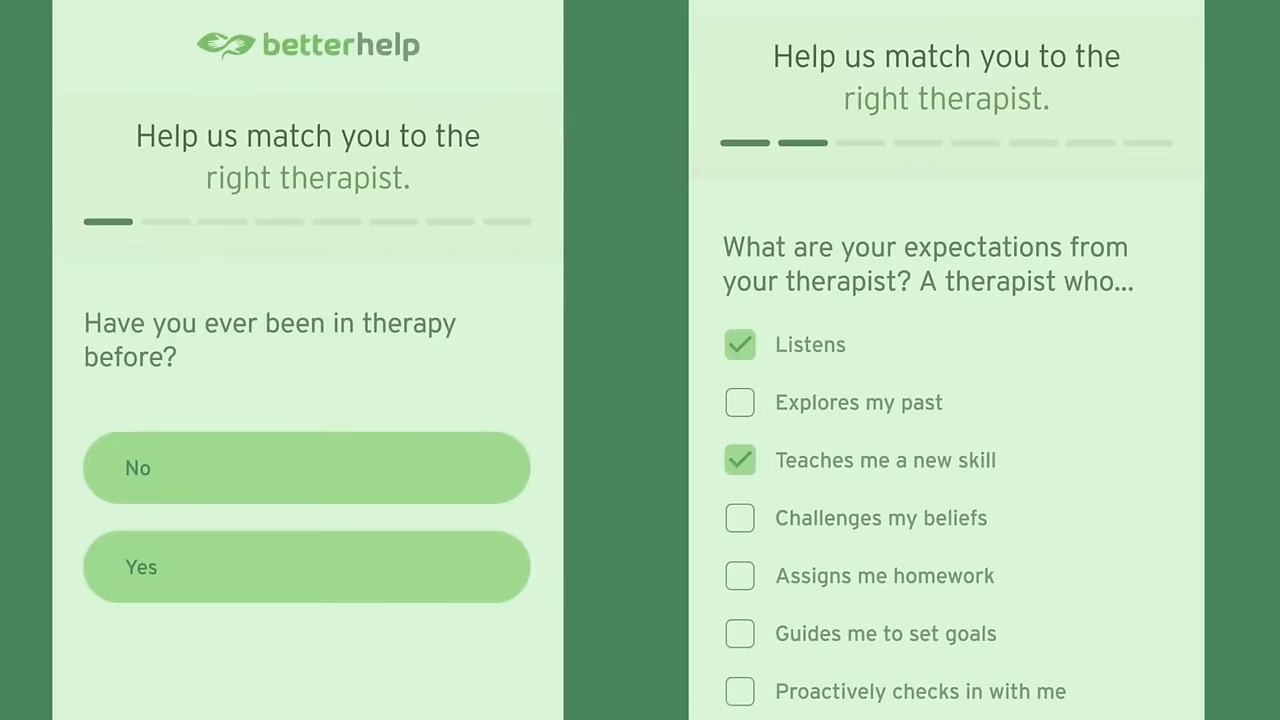 betterhelp
Help us match you to the
right therapist.
Have you ever been in therapy
before?
No
Yes
Help us match you to the
right therapist.
What are your expectations from
your therapist? A therapist who...
Listens
Explores my past
Teaches me a new skill
Challenges my beliefs
Assigns me homework
Guides me to set goals
Proactively checks in with me